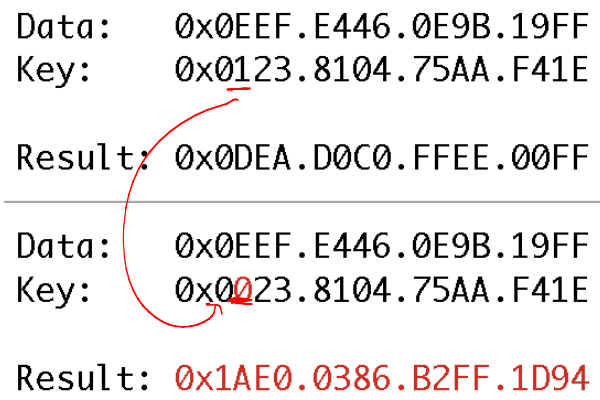 Data: 0x0EEF.E446.0E9B.19FF
Key: 0x0123.8104.75AA.F41E
Result: 0x0DEA.D0C0.FFEE.00FF
Data: 0x0EEF.E446.0E9B.19FF
Key: 0x0023.8104.75AA.F41E
Result: 0x1AE0.0386.B2FF.1D94